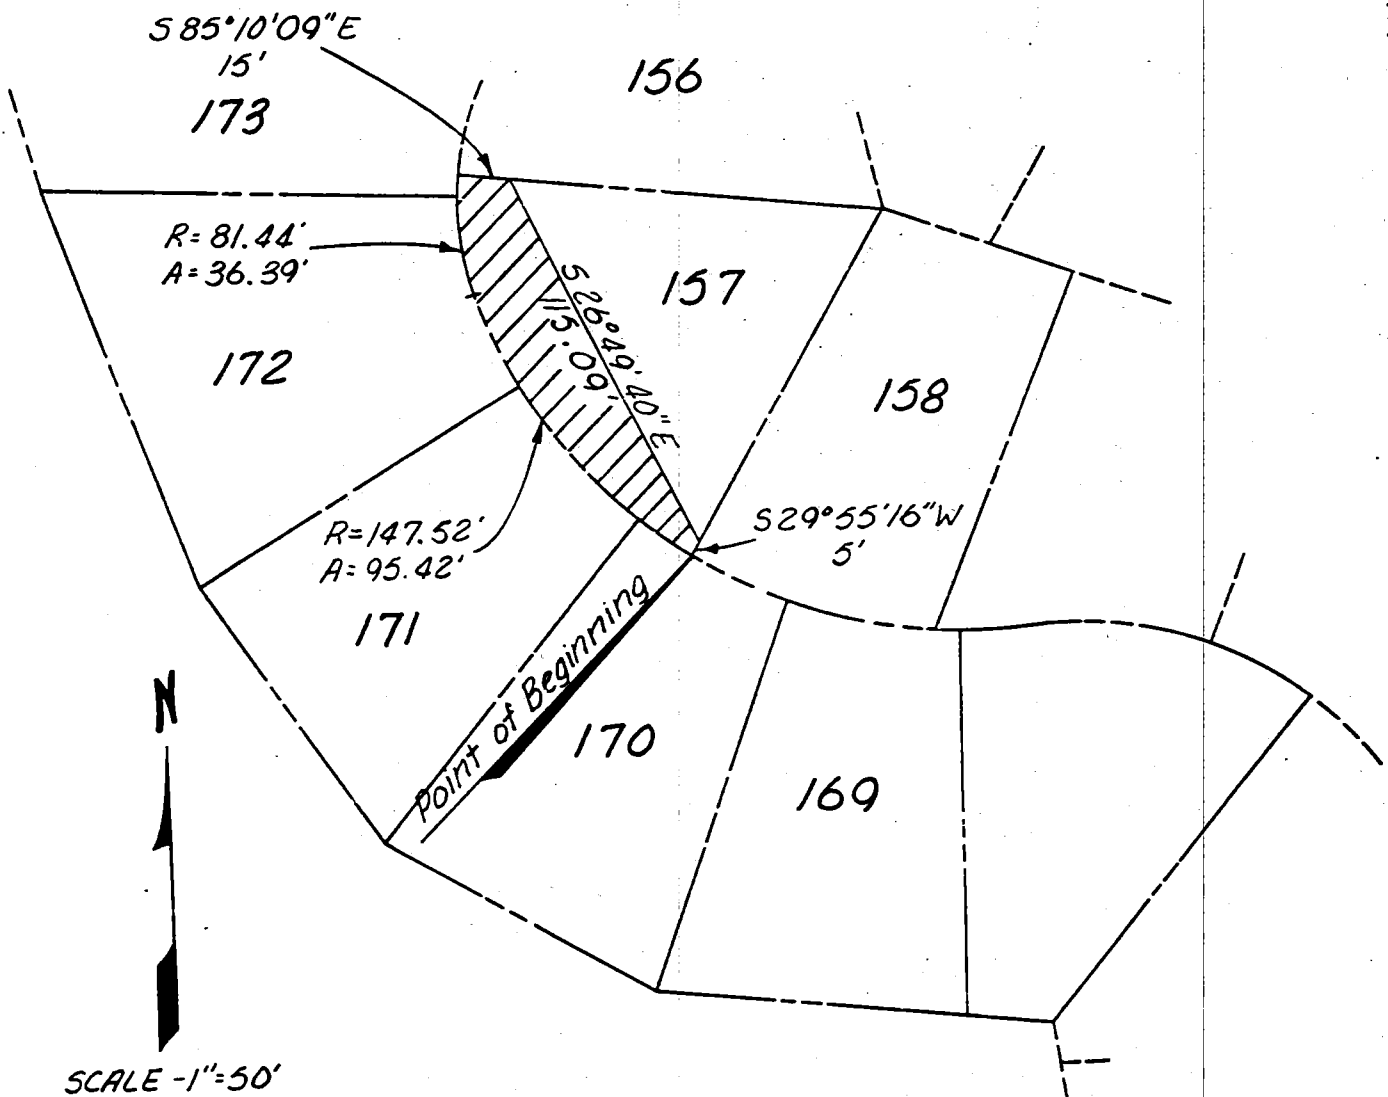 S 85°10'09"E
15'
156
173
R= 81.44'
A= 36.39'
157
S 26°49'40"E
115.09'
172
158
S29°55'16"W
5'
R=147.52'
A= 95.42'
171
Point of Beginning
N
170
169
SCALE -1"=50'